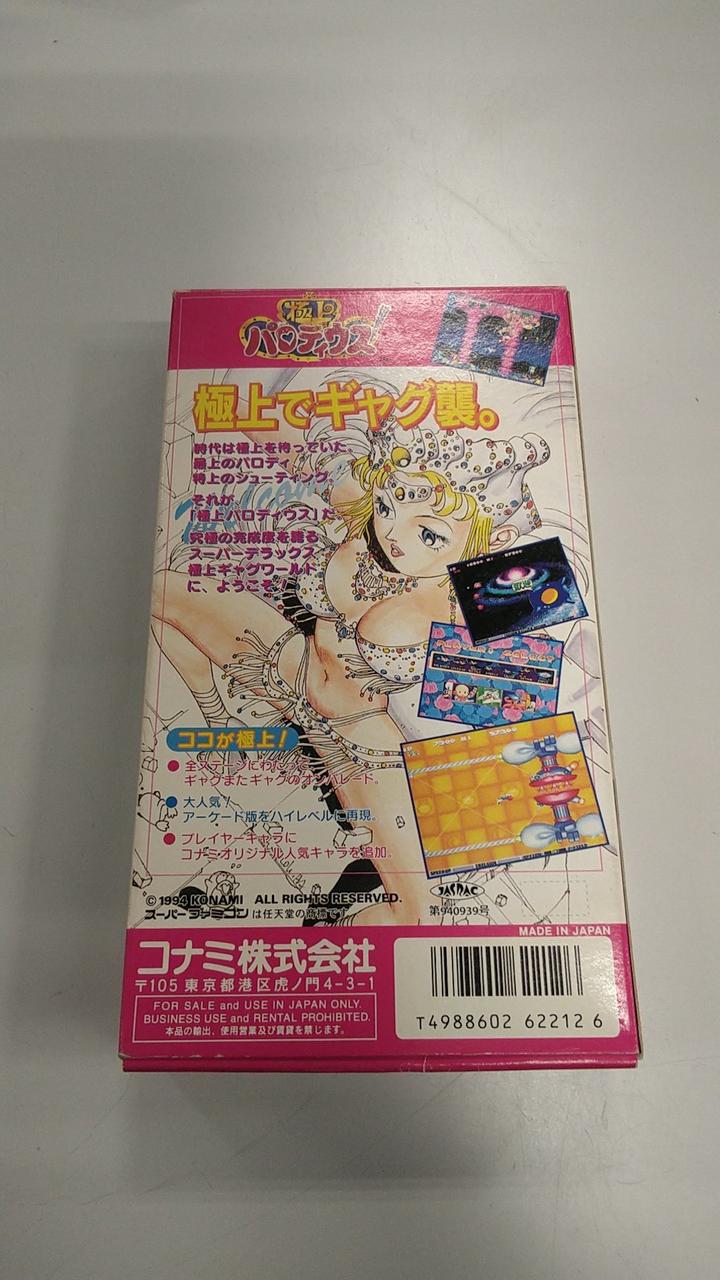 極上
パロディウス!
極上でギャグ襲。
時代は極上を待っていた。
最上のパロディ
特上のシューティング。
それが、
「極上パロディウス」だ。
究極の完成度を誇る
スーパーデラックス
極上ギャグワールド
に、ようこそ!
ココが極上!
●全ステージにわたって
ギャグまたギャグのオンパレード。
●大人気!
アーケード版をハイレベルに再現。
●プレイヤーキャラに
コナミオリジナル人気キャラを追加。
© 1994 KONAMI ALL RIGHTS RESERVED.
スーパーファミコンは任天堂の商標です
JASRAC
第940939号
MADE IN JAPAN
コナミ株式会社
〒105 東京都港区虎ノ門4-3-1
FOR SALE and USE IN JAPAN ONLY.
BUSINESS USE and RENTAL PROHIBITED.
本品の輸出、使用営業及び賃貸を禁じます。
T4988602 62212 6